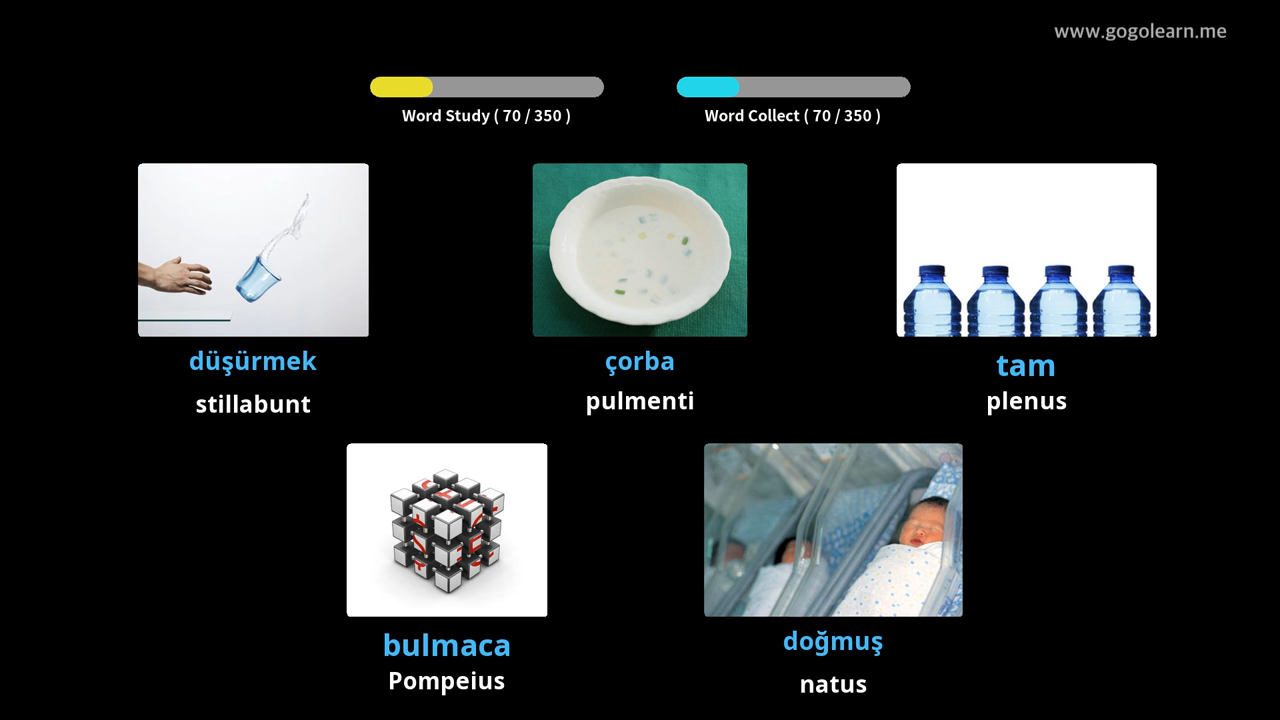 www.gogolearn.me
Word Study ( 70 / 350 )
Word Collect ( 70 / 350 )
düşürmek
stillabunt
çorba
pulmenti
tam
plenus
bulmaca
Pompeius
doğmuş
natus